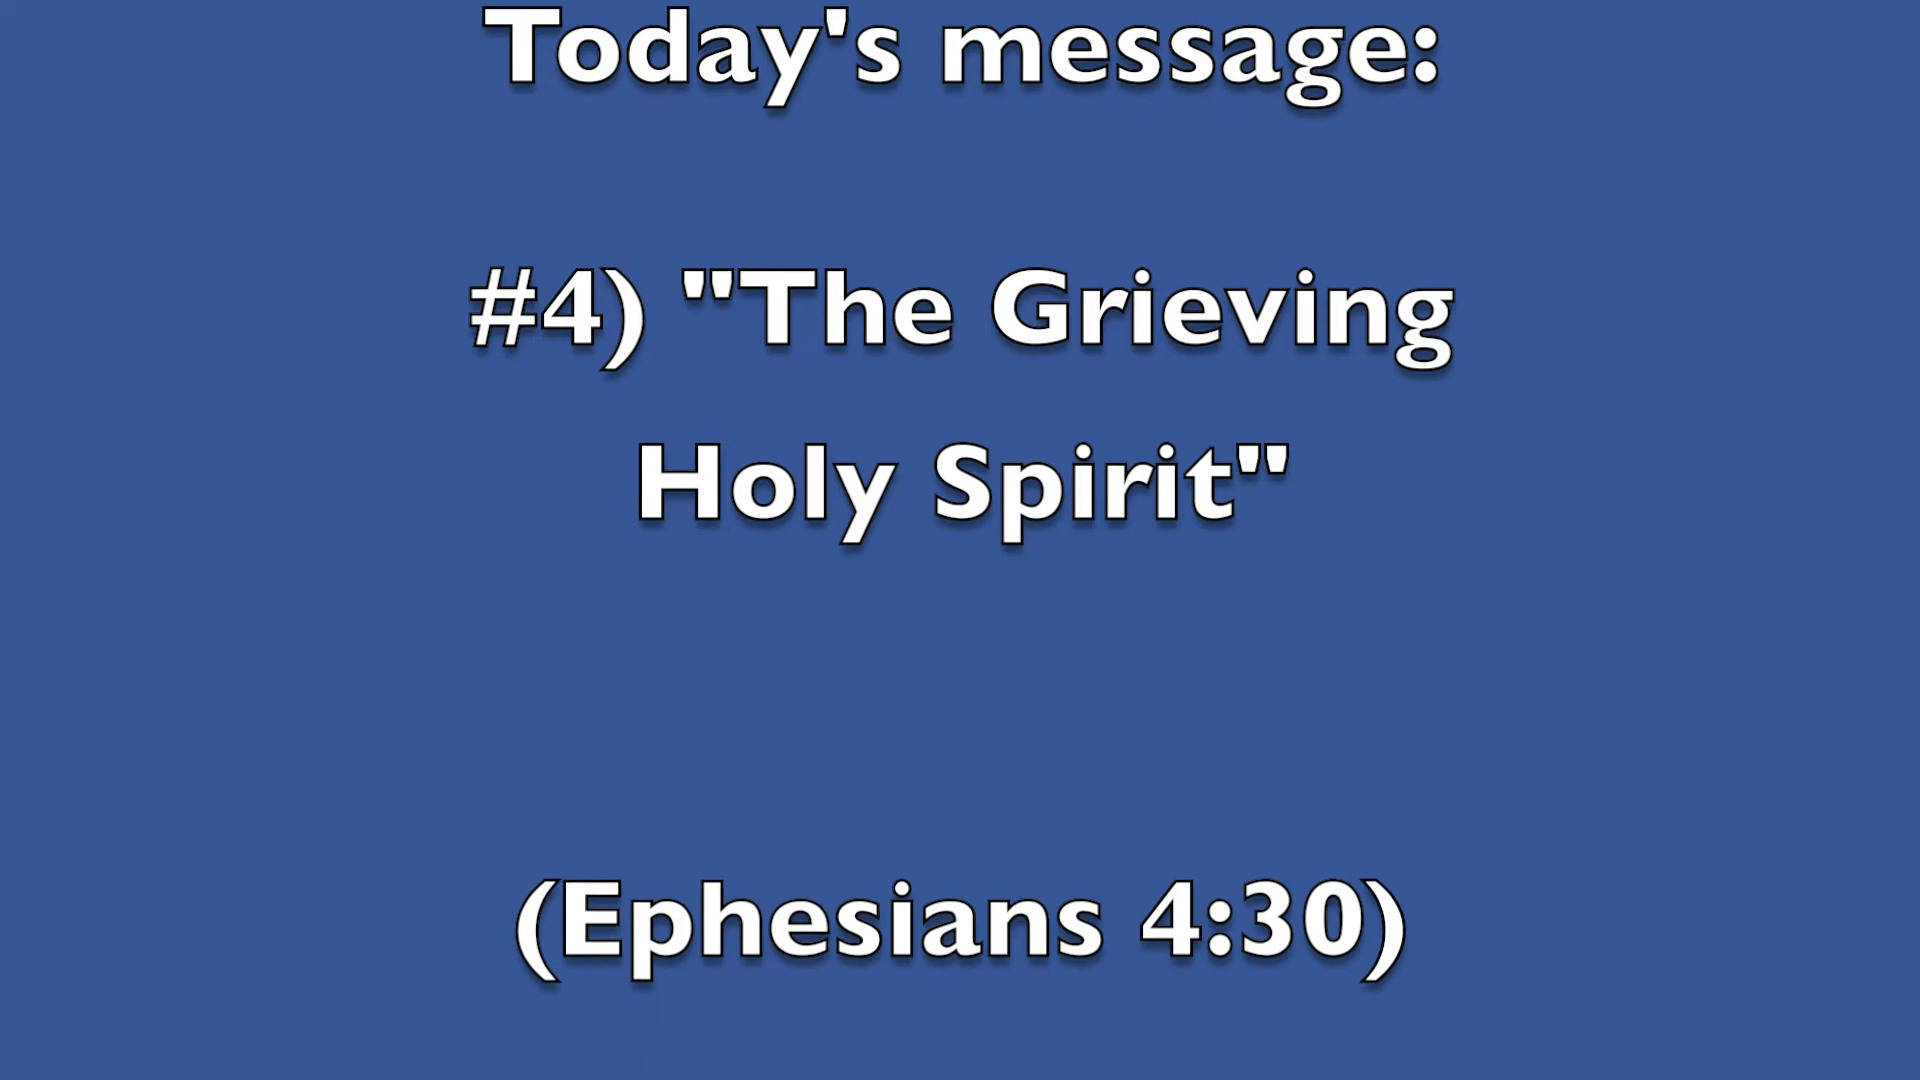 Today's message:
#4) "The Grieving
Holy Spirit"
(Ephesians 4:30)